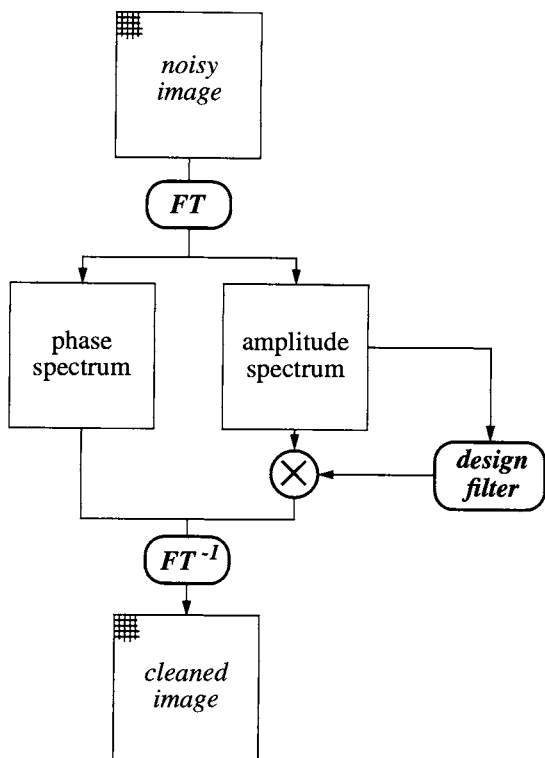 noisy
image
FT
phase
spectrum
amplitude
spectrum
design
filter
FT⁻¹
cleaned
image